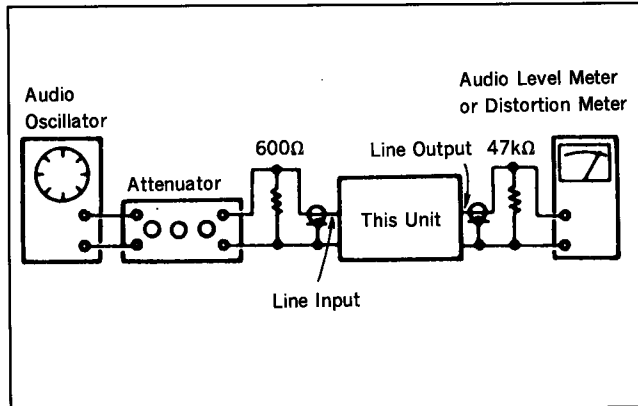 Audio
Oscillator
Attenuator
600Ω
Line Input
This Unit
Line Output
47kΩ
Audio Level Meter
or Distortion Meter